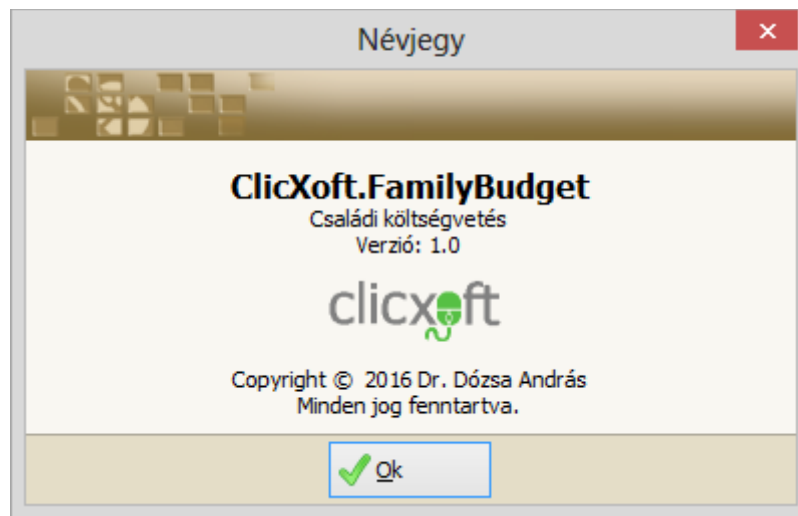 Névjegy
ClicXoft.FamilyBudget
Családi költségvetés
Verzió: 1.0
clicxoft
Copyright © 2016 Dr. Dózsa András
Minden jog fenntartva.
Ok